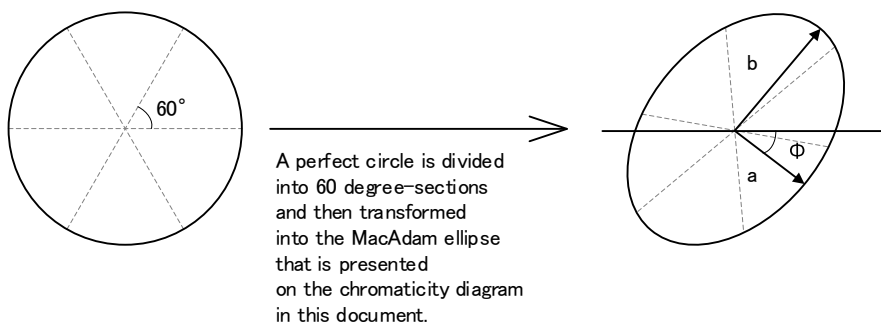 60°
A perfect circle is divided
into 60 degree-sections
and then transformed
into the MacAdam ellipse
that is presented
on the chromaticity diagram
in this document.
b
Φ
a